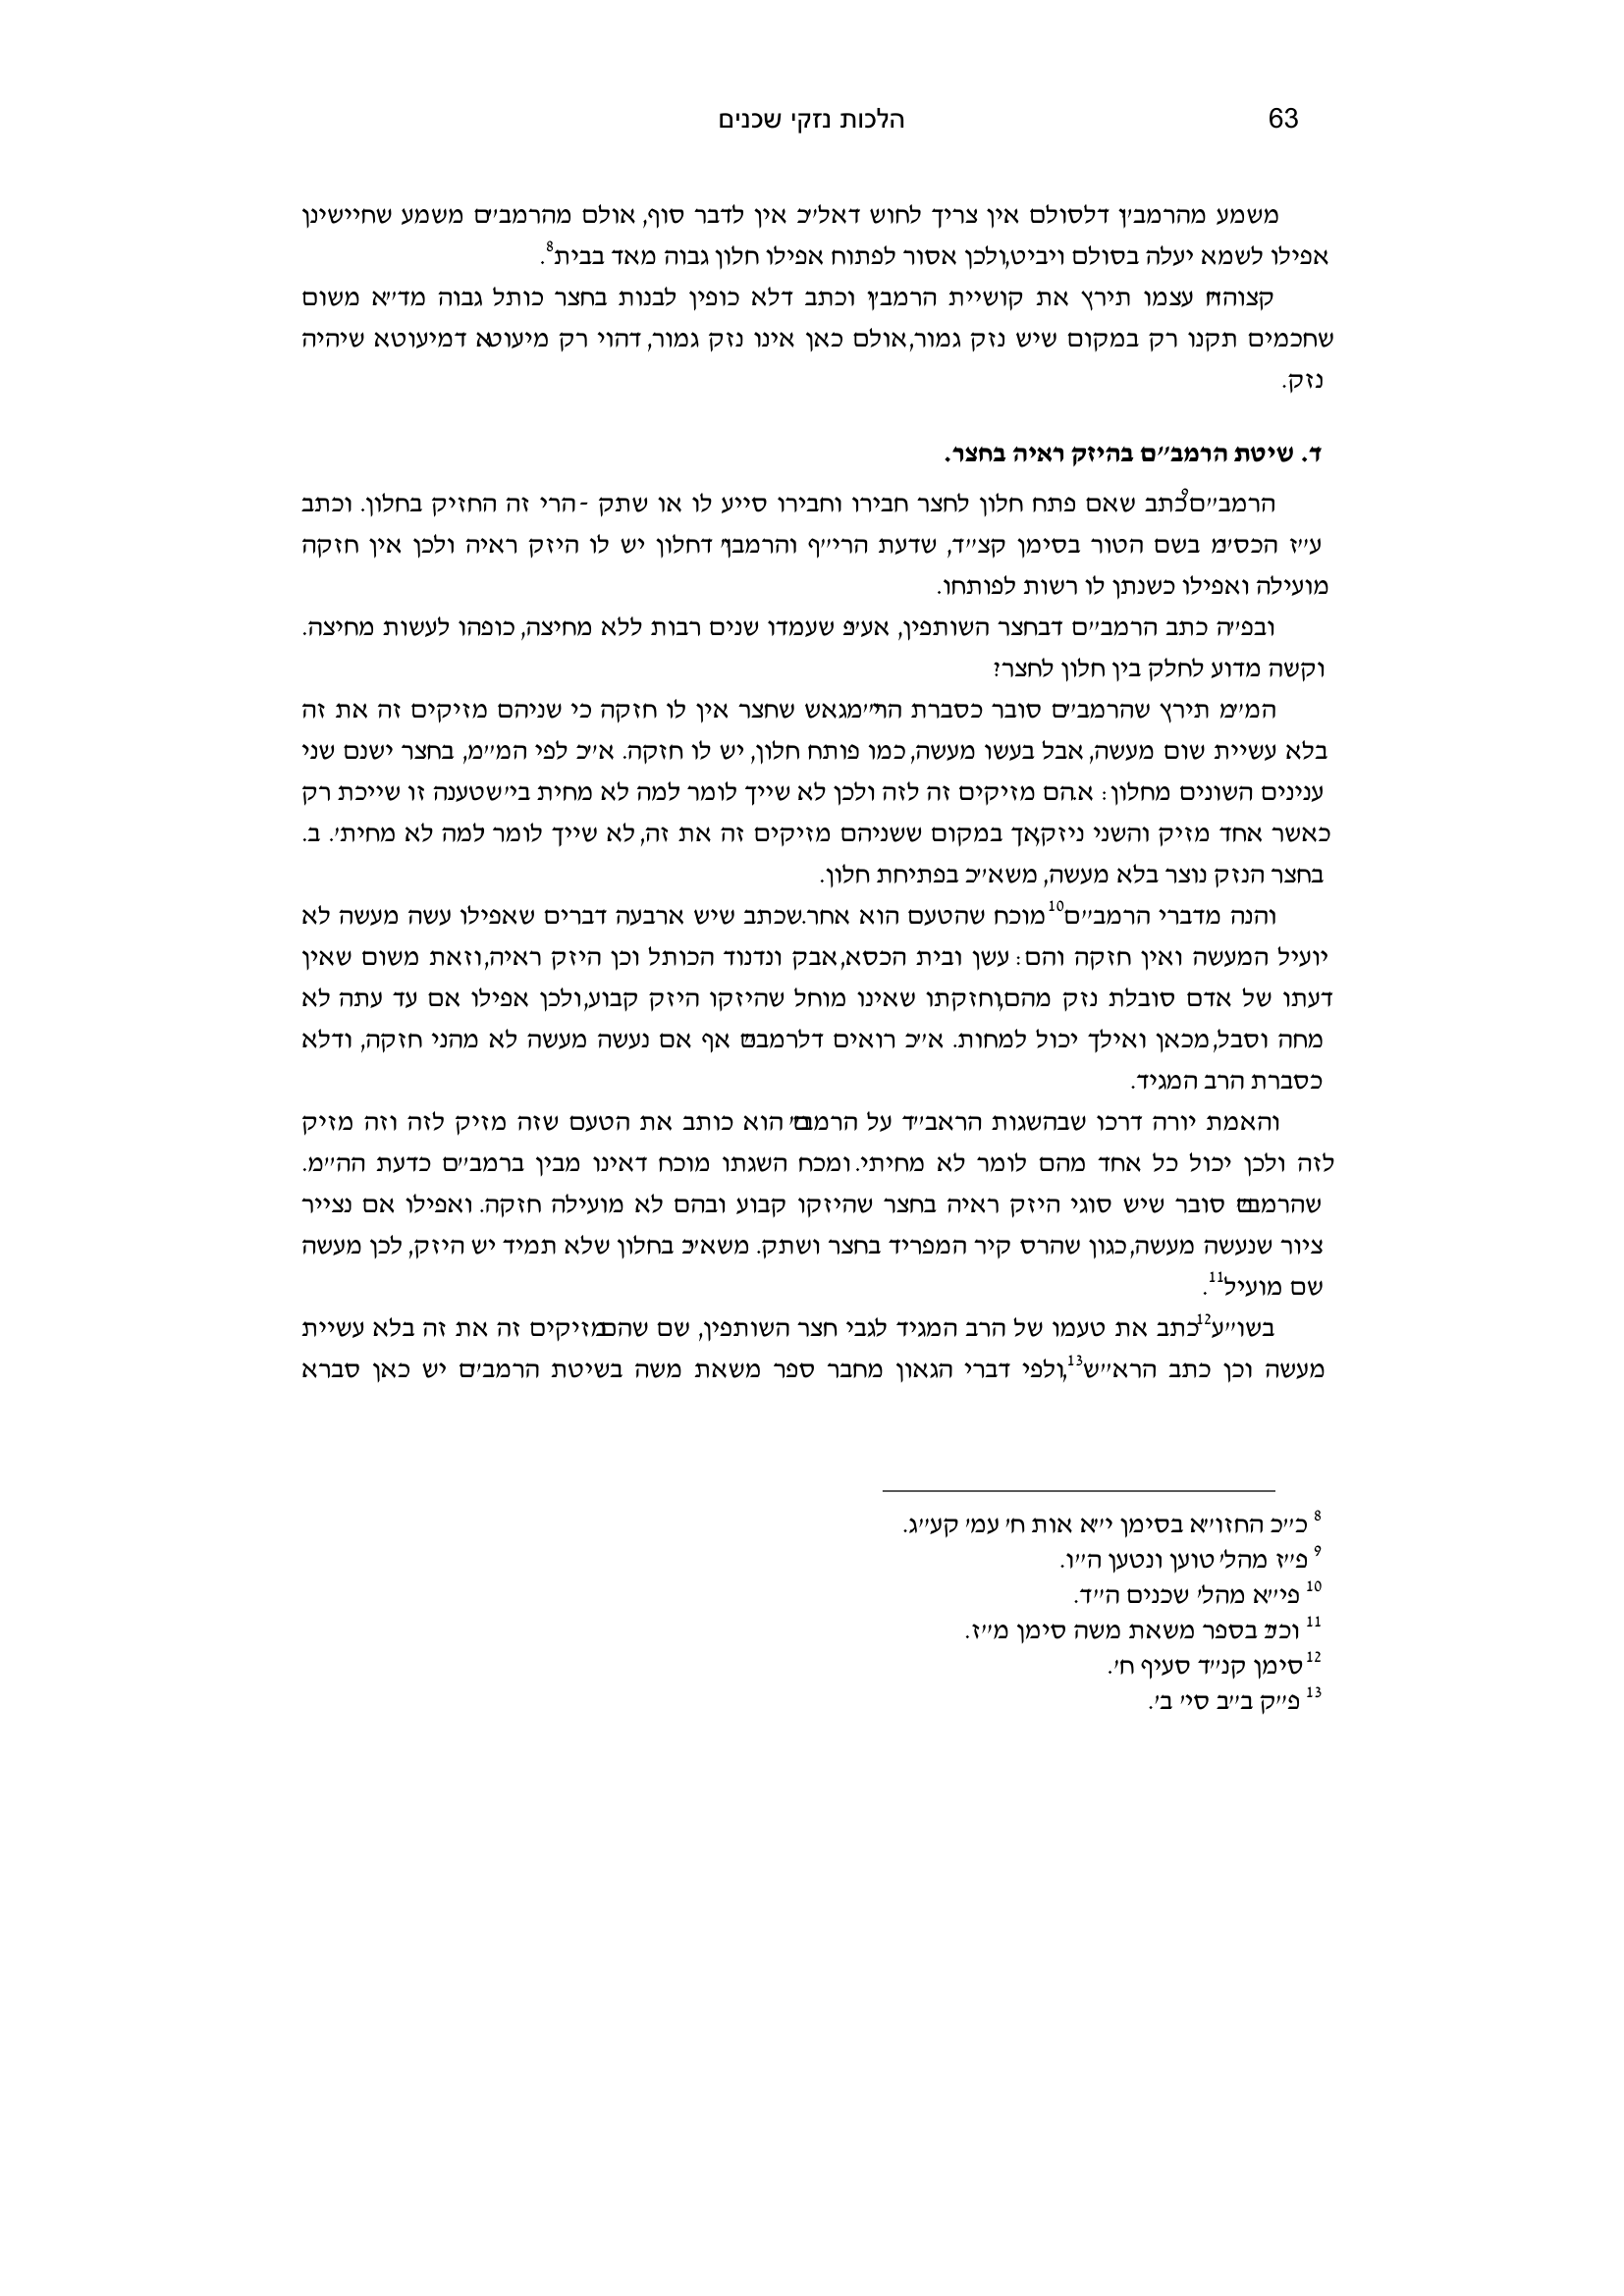 63 הלכות נזקי שכנים
משמע מהרמב״ן דלסולם אין צריך לחוש דאל״כ אין לדבר סוף, אולם מהרמב״ם משמע שחיישינן
אפילו לשמא יעלה בסולם ויביט, ולכן אסור לפתוח אפילו חלון גבוה מאד בבית8.
קצוה״ח עצמו תירץ את קושיית הרמב״ן וכתב דלא כופין לבנות בחצר כותל גבוה מד״א משום
שחכמים תקנו רק במקום שיש נזק גמור, אולם כאן אינו נזק גמור, דהוי רק מיעוטא דמיעוטא שיהיה
נזק.
ד. שיטת הרמב״ם בהיזק ראיה בחצר.
הרמב״ם9 כתב שאם פתח חלון לחצר חבירו וחבירו סייע לו או שתק - הרי זה החזיק בחלון. וכתב
ע״ז הכס״מ בשם הטור בסימן קצ״ד, שדעת הרי״ף והרמב״ן דחלון יש לו היזק ראיה ולכן אין חזקה
מועילה ואפילו כשנתן לו רשות לפותחו.
ובפ״ה כתב הרמב״ם דבחצר השותפין, אע״פ שעמדו שנים רבות ללא מחיצה, כופהו לעשות מחיצה.
וקשה מדוע לחלק בין חלון לחצר?
המ״מ תירץ שהרמב״ם סובר כסברת הר״י מגאש שחצר אין לו חזקה כי שניהם מזיקים זה את זה
בלא עשיית שום מעשה, אבל בעשו מעשה, כמו פותח חלון, יש לו חזקה. א״כ לפי המ״מ, בחצר ישנם שני
ענינים השונים מחלון: א. הם מזיקים זה לזה ולכן לא שייך לומר למה לא מחית בי שטענה זו שייכת רק
כאשר אחד מזיק והשני ניזק, אך במקום ששניהם מזיקים זה את זה, לא שייך לומר למה לא מחית׳. ב.
בחצר הנזק נוצר בלא מעשה, משא״כ בפתיחת חלון.
והנה מדברי הרמב״ם10 מוכח שהטעם הוא אחר. שכתב שיש ארבעה דברים שאפילו עשה מעשה לא
יועיל המעשה ואין חזקה והם: עשן ובית הכסא, אבק ונדנוד הכותל וכן היזק ראיה, וזאת משום שאין
דעתו של אדם סובלת נזק מהם, וחזקתו שאינו מוחל שהיזקו היזק קבוע, ולכן אפילו אם עד עתה לא
מחה וסבל, מכאן ואילך יכול למחות. א״כ רואים דלרמב״ם אף אם נעשה מעשה לא מהני חזקה, ודלא
כסברת הרב המגיד.
והאמת יורה דרכו שבהשגות הראב״ד על הרמב״ם הוא כותב את הטעם שזה מזיק לזה וזה מזיק
לזה ולכן יכול כל אחד מהם לומר לא מחיתי. ומכח השגתו מוכח דאינו מבין ברמב״ם כדעת הה״מ.
שהרמב״ם סובר שיש סוגי היזק ראיה בחצר שהיזקו קבוע ובהם לא מועילה חזקה. ואפילו אם נצייר
ציור שנעשה מעשה, כגון שהרס קיר המפריד בחצר ושתק. משא״כ בחלון שלא תמיד יש היזק, לכן מעשה
שם מועיל11.
בשו״ע12 כתב את טעמו של הרב המגיד לגבי חצר השותפין, שם שהם מזיקים זה את זה בלא עשיית
מעשה וכן כתב הרא״ש13, ולפי דברי הגאון מחבר ספר משאת משה בשיטת הרמב״ם יש כאן סברא
8 כ״כ החזו״א בסימן י״א אות ח׳ עמ׳ קע״ג.
9 פ״ז מהל׳ טוען ונטען ה״ו.
10 פי״א מהל׳ שכנים ה״ד.
11 וכ״כ בספר משאת משה סימן מ״ז.
12 סימן קנ״ד סעיף ח׳.
13 פ״ק ב״ב סי׳ ב׳.